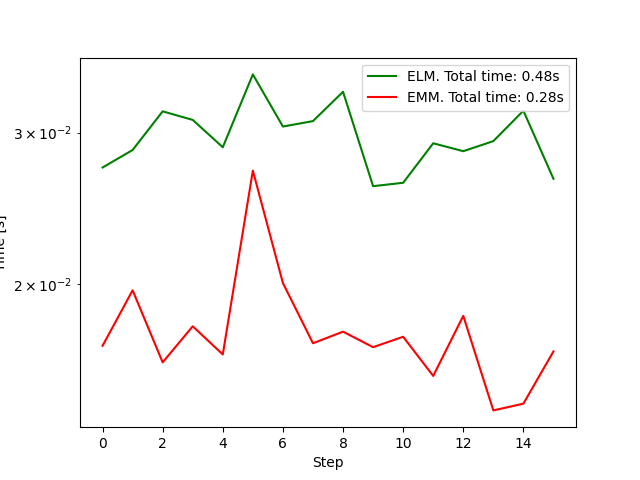 ELM. Total time: 0.48s
EMM. Total time: 0.28s
3 × 10⁻²
2 × 10⁻²
Time [s]
0 2 4 6 8 10 12 14
Step